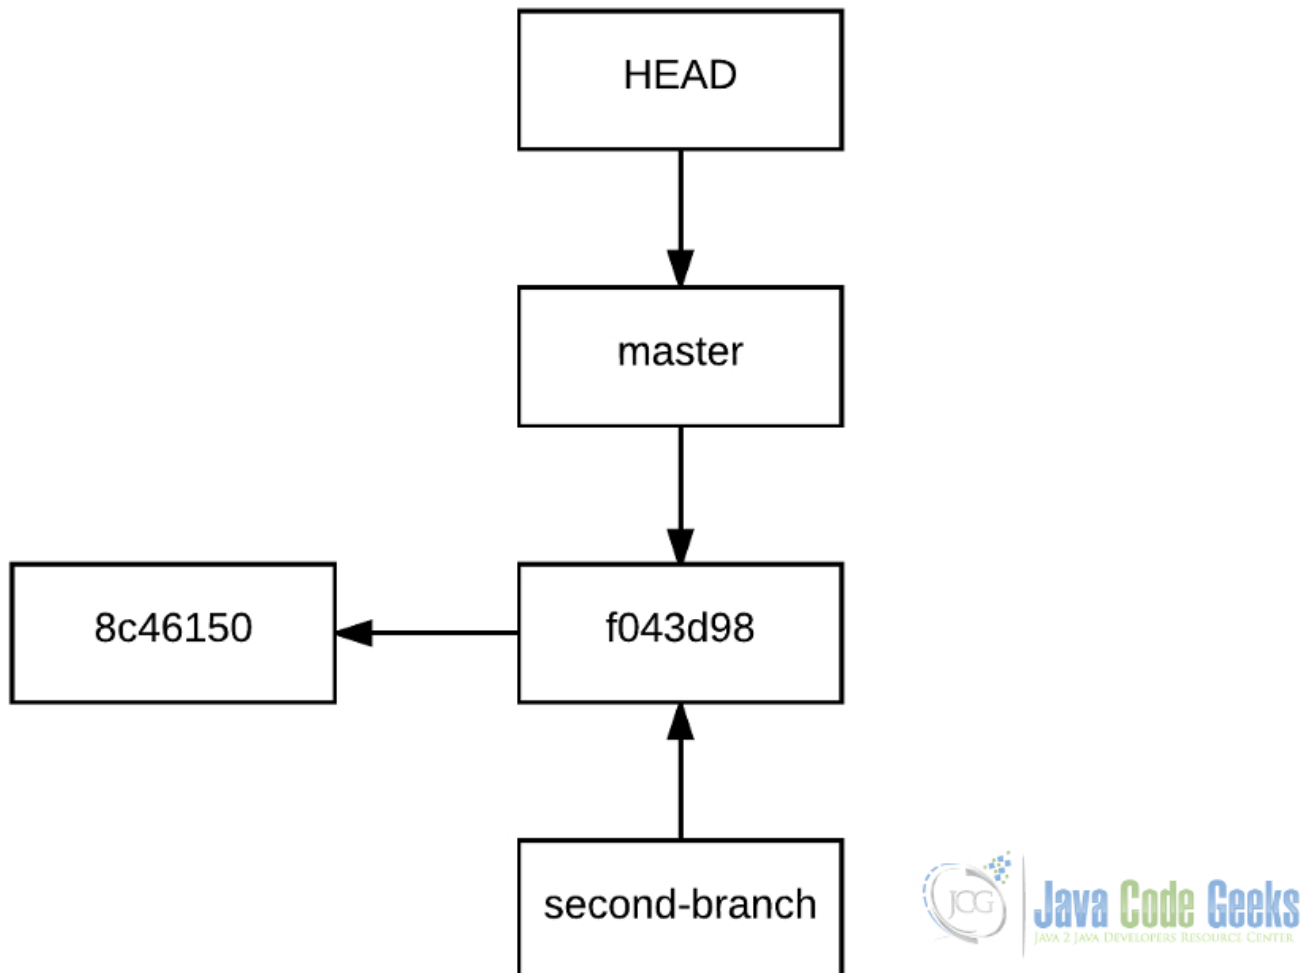 HEAD
master
8c46150
f043d98
second-branch
JCG
Java Code Geeks
JAVA 2 JAVA DEVELOPERS RESOURCE CENTER